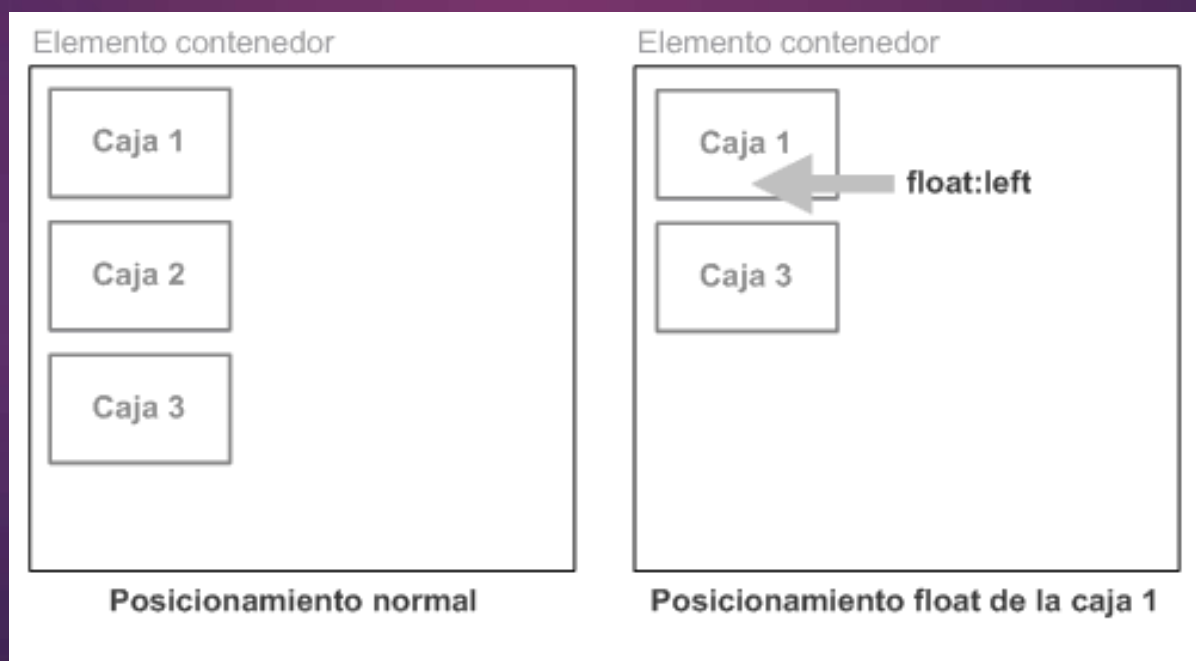 Elemento contenedor
Caja 1
Caja 2
Caja 3
Posicionamiento normal
Elemento contenedor
Caja 1
float:left
Caja 3
Posicionamiento float de la caja 1